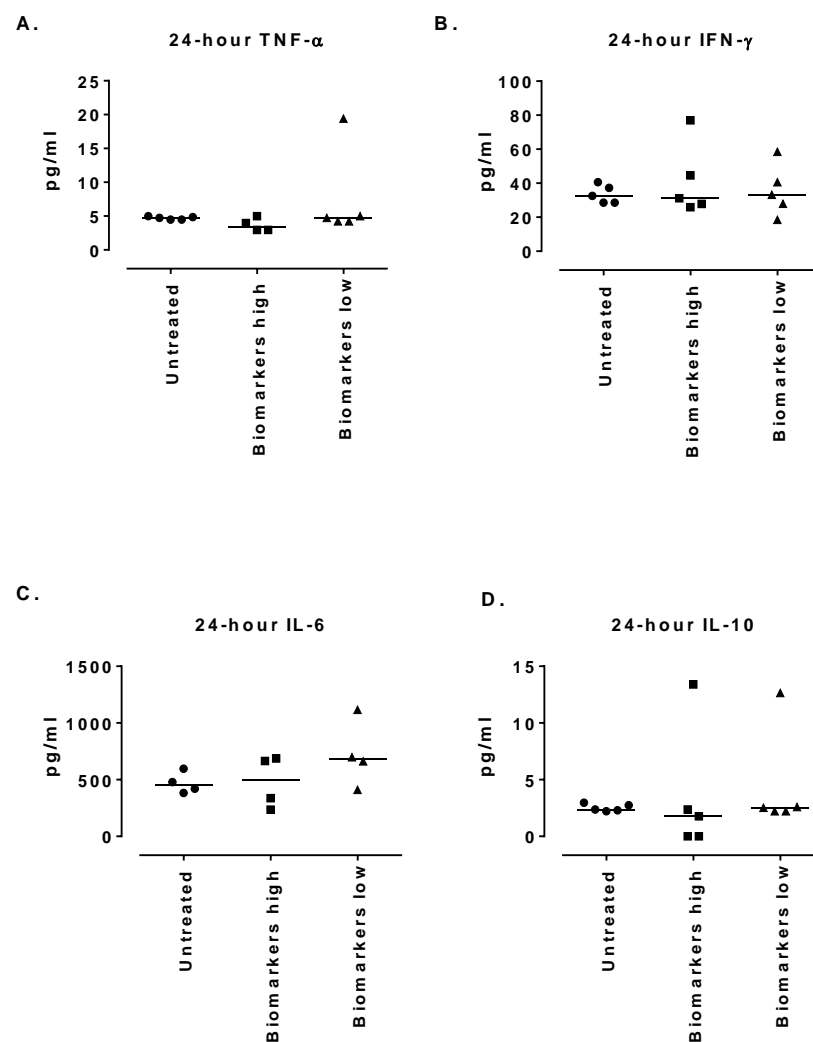 A.
24-hour TNF-α
pg/ml
25
20
15
10
5
0
Untreated
Biomarkers high
Biomarkers low
B.
24-hour IFN-γ
pg/ml
100
80
60
40
20
0
Untreated
Biomarkers high
Biomarkers low
C.
24-hour IL-6
pg/ml
1500
1000
500
0
Untreated
Biomarkers high
Biomarkers low
D.
24-hour IL-10
pg/ml
15
10
5
0
Untreated
Biomarkers high
Biomarkers low